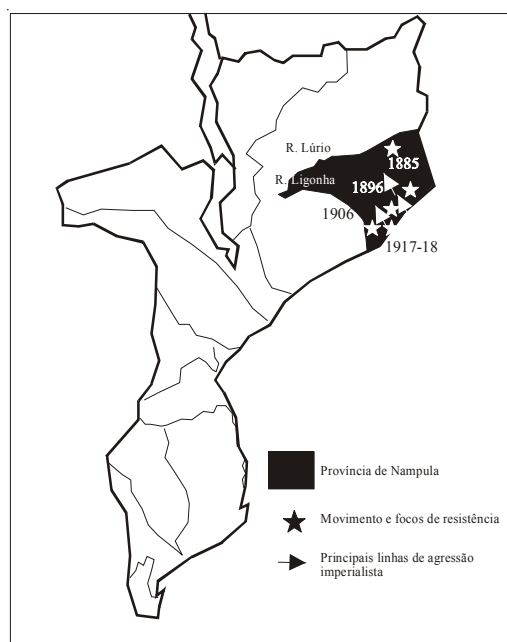 R. Lúrio
1885
R. Ligonha
1896
1906
1917-18
Província de Nampula
Movimento e focos de resistência
Principais linhas de agressão
imperialista